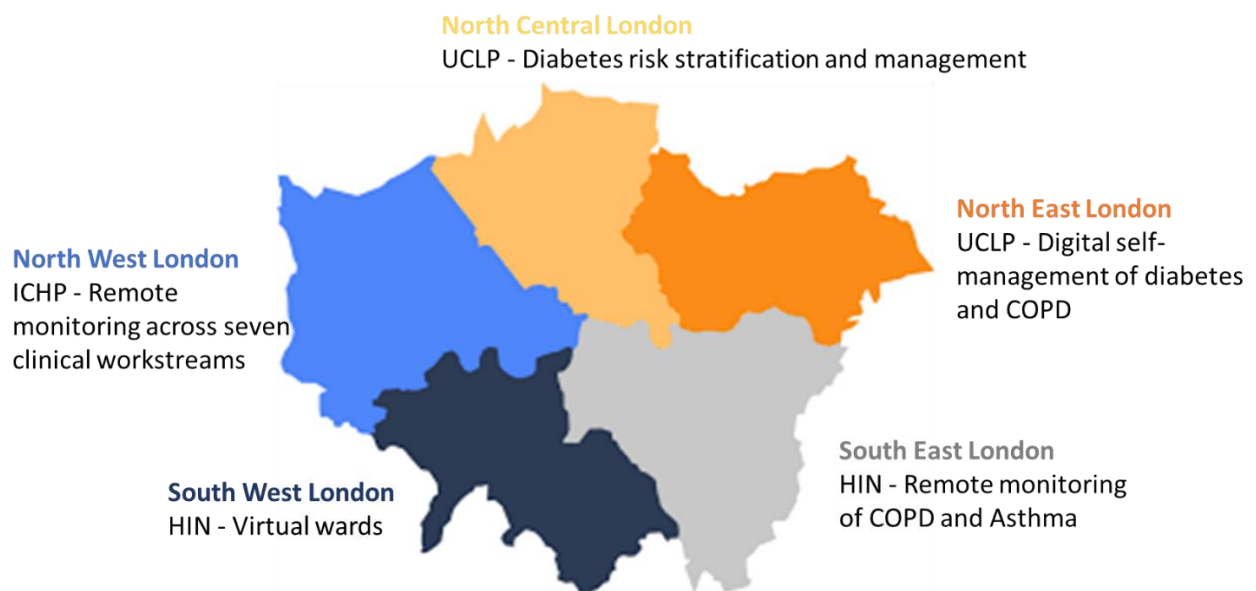 North Central London
UCLP - Diabetes risk stratification and management
North East London
UCLP - Digital self-
management of diabetes
and COPD
North West London
ICHP - Remote
monitoring across seven
clinical workstreams
South East London
HIN - Remote monitoring
of COPD and Asthma
South West London
HIN - Virtual wards